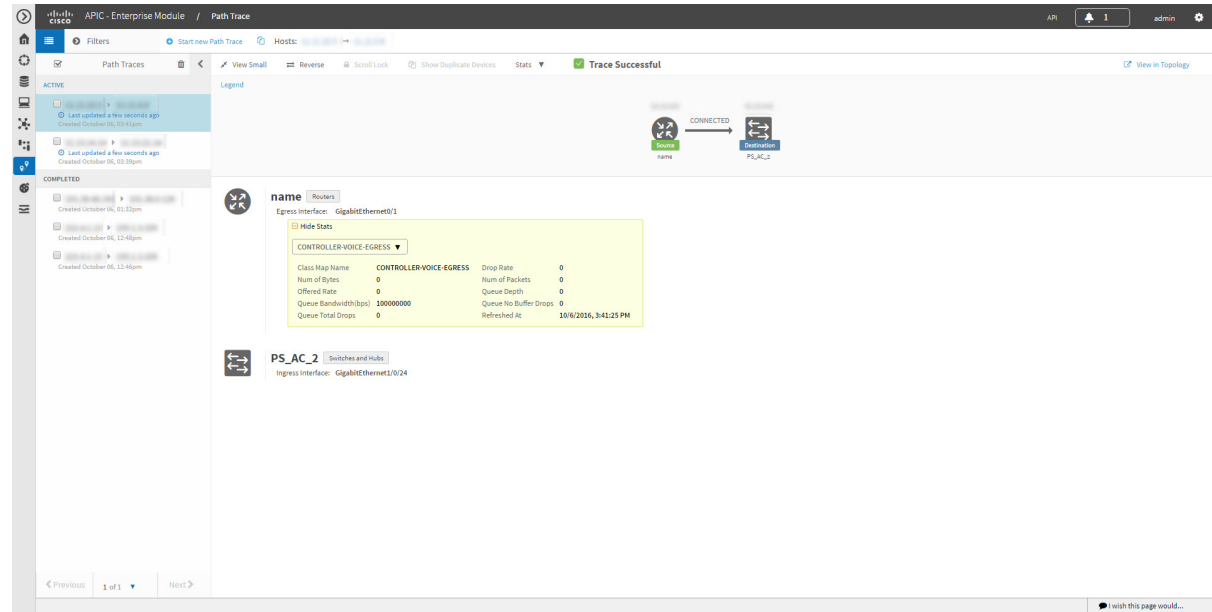 cisco APIC - Enterprise Module / Path Trace API 1 admin
Filters Start new Path Trace Hosts:
Path Traces View Small Reverse Scroll Lock Show Duplicate Devices Stats ▼ Trace Successful View in Topology
ACTIVE
Legend
Last updated a few seconds ago
Created October 06, 03:41pm
Last updated a few seconds ago
Created October 06, 03:39pm
COMPLETED
Created October 06, 01:32pm
Created October 06, 12:48pm
Created October 06, 12:46pm
CONNECTED
Source Destination
name PS_AC_2
name Routers
Egress Interface: GigabitEthernet0/1
Hide Stats
CONTROLLER-VOICE-EGRESS ▼
Class Map Name CONTROLLER-VOICE-EGRESS Drop Rate 0
Num of Bytes 0 Num of Packets 0
Offered Rate 0 Queue Depth 0
Queue Bandwidth(bps) 100000000 Queue No Buffer Drops 0
Queue Total Drops 0 Refreshed At 10/6/2016, 3:41:25 PM
PS_AC_2 Switches and Hubs
Ingress Interface: GigabitEthernet1/0/24
Previous 1 of 1 ▼ Next
I wish this page would...